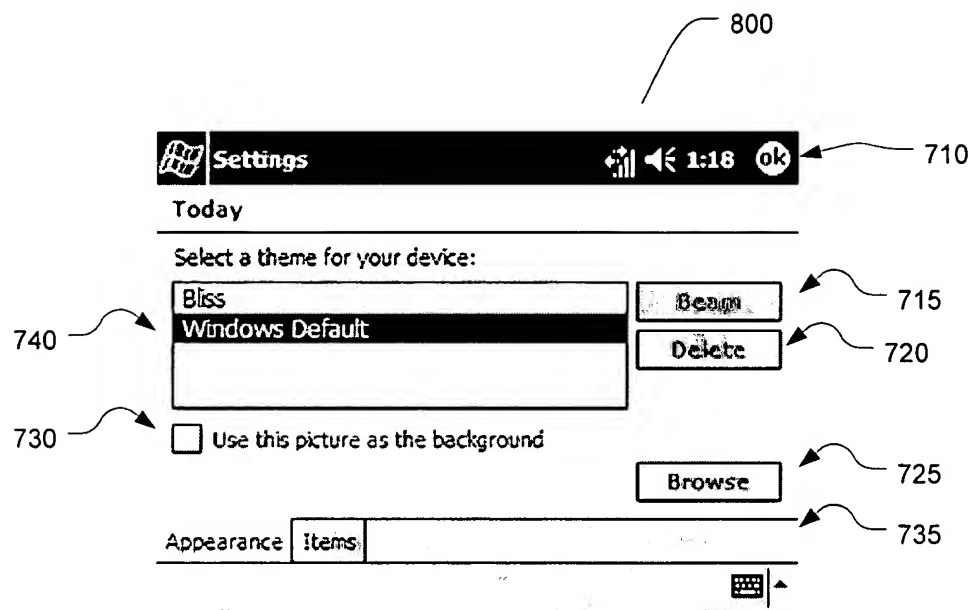 800
Settings 1:18 ok
710
Today
Select a theme for your device:
Bliss
Beam
715
740
Windows Default
Delete
720
730
Use this picture as the background
Browse
725
735
Appearance Items